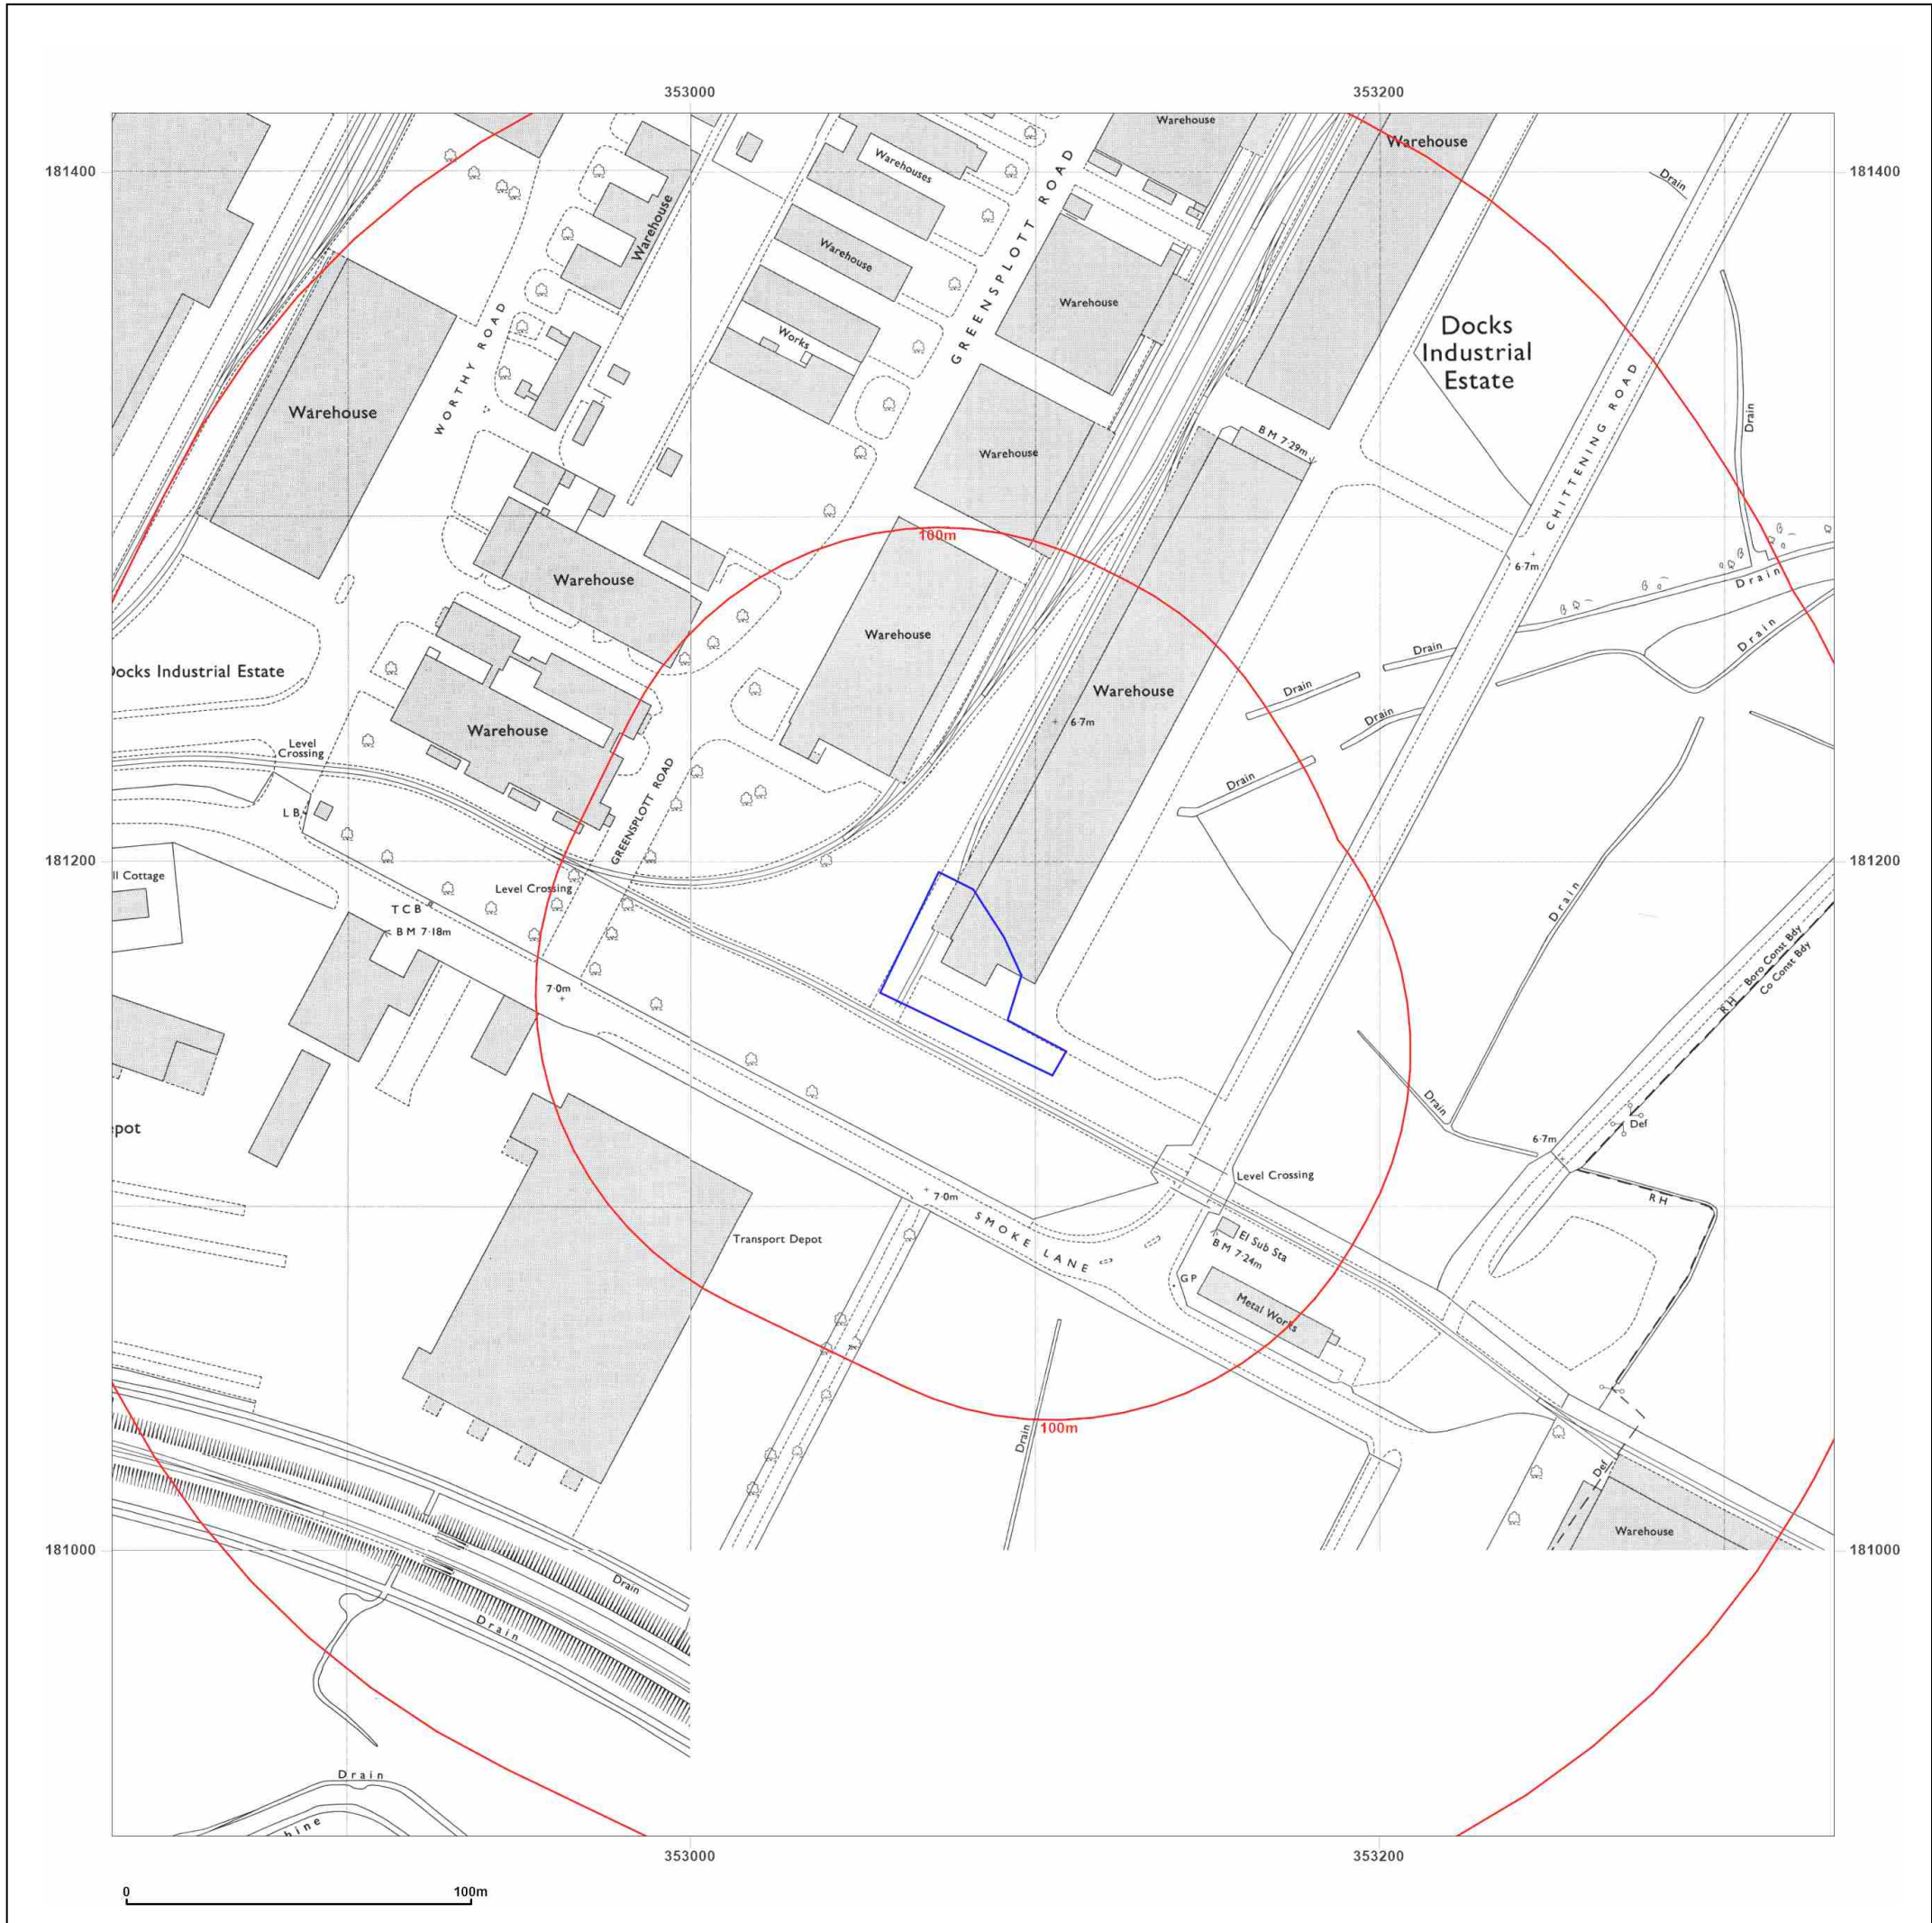 353000
353200
181400
181400
Warehouse
Warehouse
Drain
Warehouses
Warehouse
Warehouse
GREENSPLOTT ROAD
Warehouse
WORTHY ROAD
Works
Docks
Industrial
Estate
Warehouse
CHITTENING ROAD
Drain
Warehouse
BM 7·29m
100m
6·7m
Drain
Warehouse
Warehouse
Drain
Docks Industrial Estate
Drain
Drain
Warehouse
Drain
6·7m
Warehouse
Level
Crossing
Drain
GREENSPLOTT ROAD
LB
181200
181200
ll Cottage
Level Crossing
TCB
BM 7·18m
Drain
Boro Const Bdy
Co Const Bdy
RH
7·0m
Drain
Def
epot
6·7m
Level Crossing
RH
7·0m
SMOKE LANE
Transport Depot
El Sub Sta
BM 7·24m
GP
Metal Works
100m
Drain
Def
Warehouse
181000
181000
Drain
Drain
Drain
hine
353000
353200
0
100m